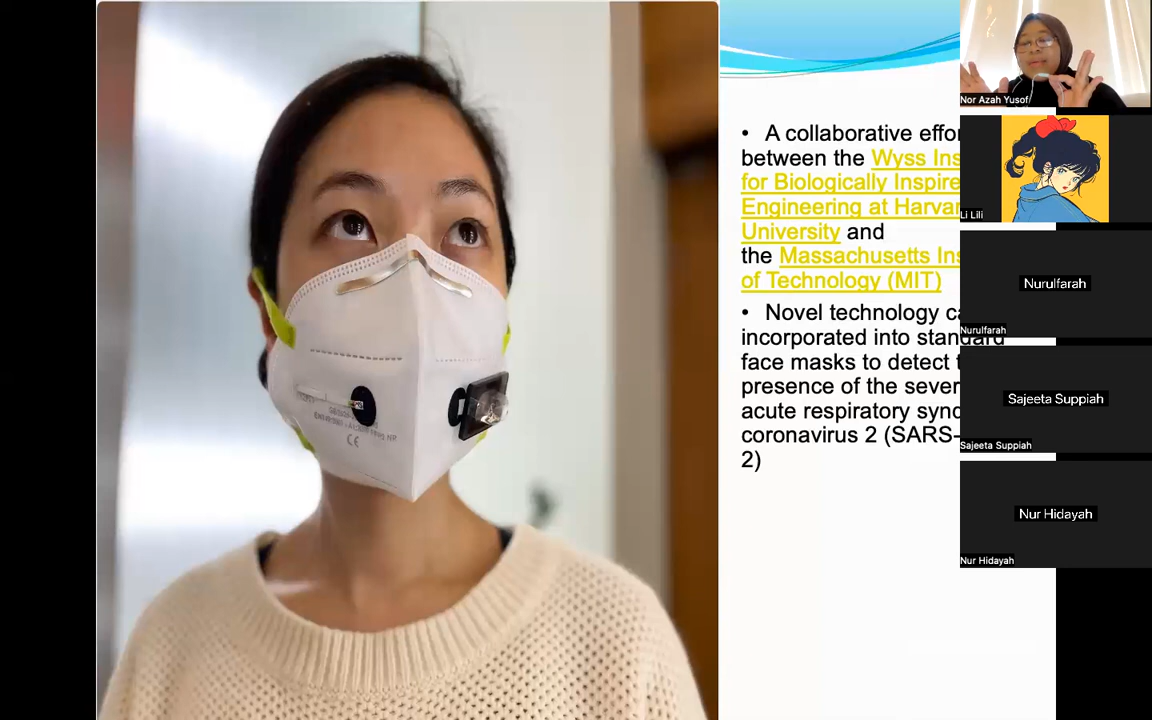 • A collaborative effo
between the Wyss Ins
for Biologically Inspire
Engineering at Harvar
University and
the Massachusetts Ins
of Technology (MIT)
• Novel technology ca
incorporated into standard
face masks to detect t
presence of the sever
acute respiratory synd
coronavirus 2 (SARS-
2)
CE
Nor Azah Yusof
Li Lili
Nurulfarah
Nurulfarah
Sajeeta Suppiah
Sajeeta Suppiah
Nur Hidayah
Nur Hidayah